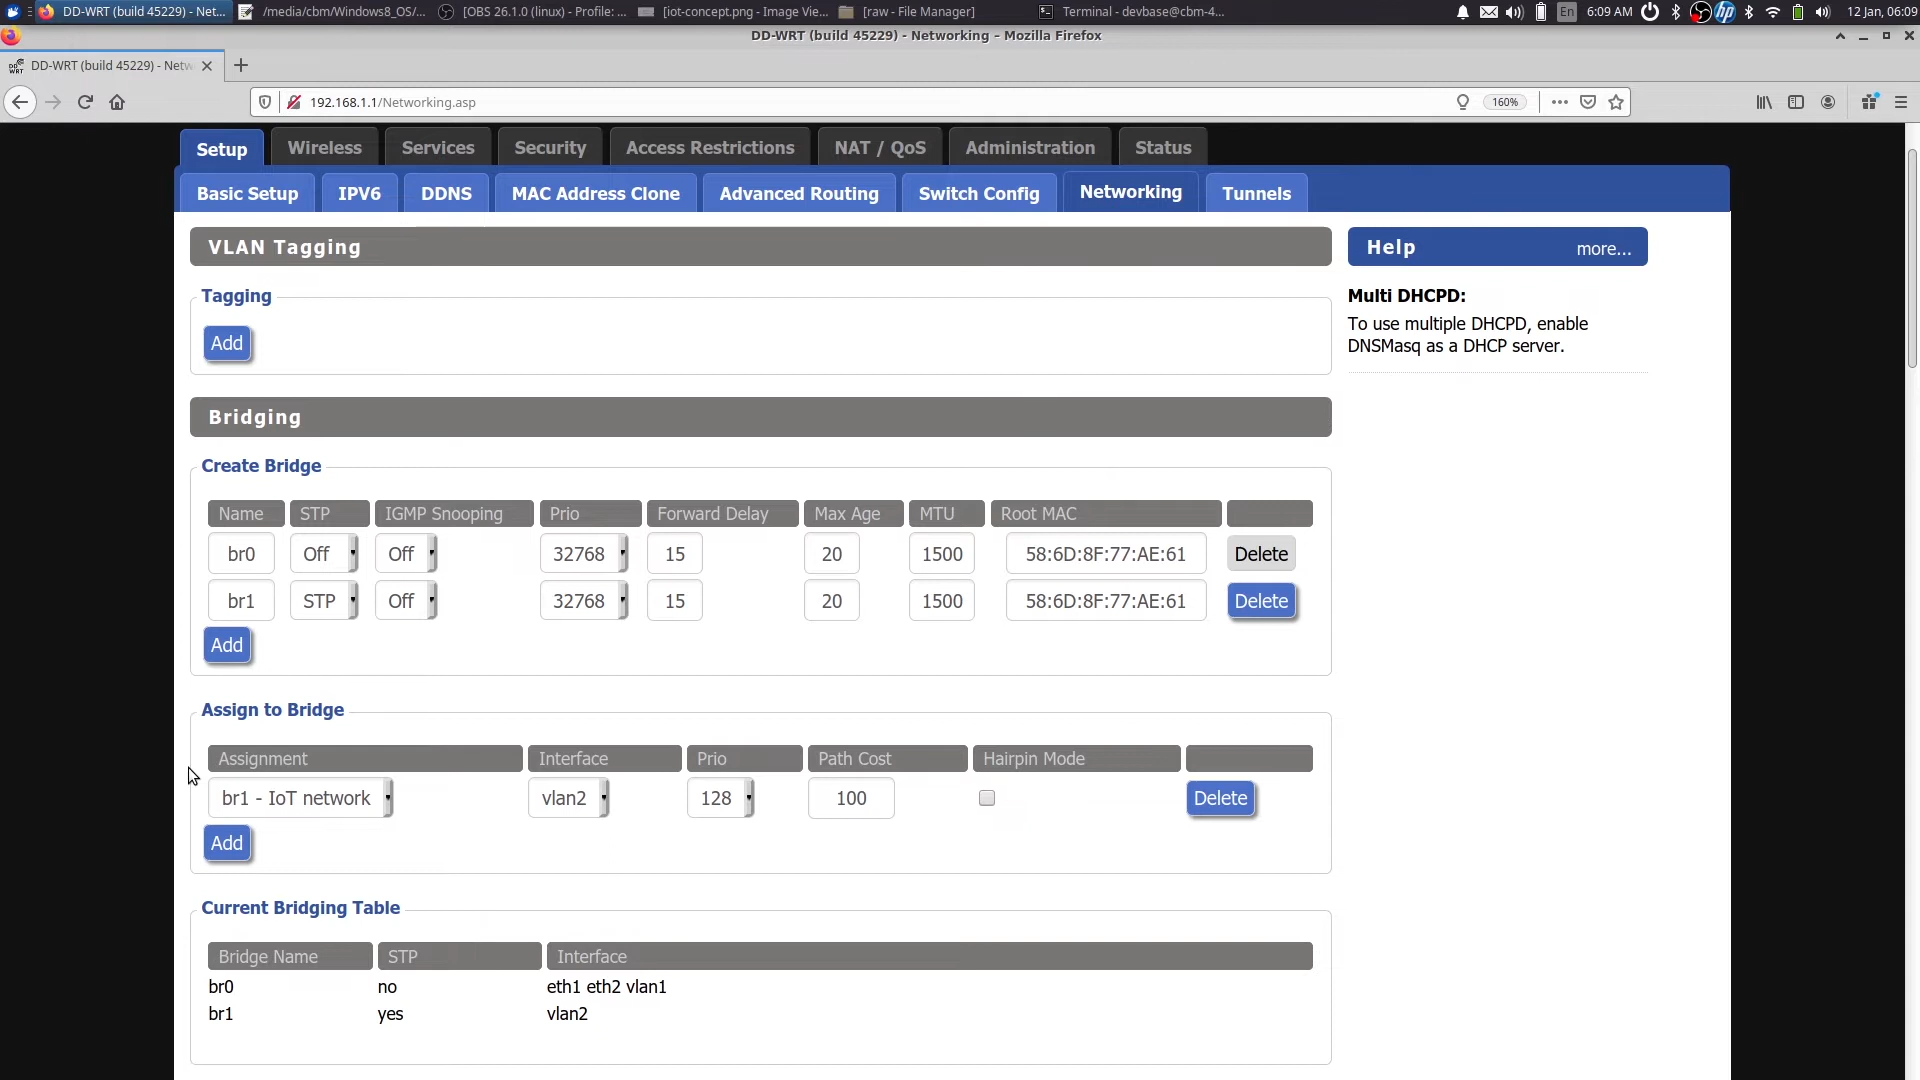 DD-WRT (build 45229) - Net...
/media/cbm/Windows8_OS/...
[OBS 26.1.0 (linux) - Profile: ...
[iot-concept.png - Image Vie...
[raw - File Manager]
Terminal - devbase@cbm-4...
En
6:09 AM
12 Jan, 06:09
DD-WRT (build 45229) - Networking - Mozilla Firefox
DD-WRT (build 45229) - Netw
192.168.1.1/Networking.asp
160%
Setup
Wireless
Services
Security
Access Restrictions
NAT / QoS
Administration
Status
Basic Setup
IPV6
DDNS
MAC Address Clone
Advanced Routing
Switch Config
Networking
Tunnels
VLAN Tagging
Help
more...
Tagging
Add
Multi DHCPD:
To use multiple DHCPD, enable
DNSMasq as a DHCP server.
Bridging
Create Bridge
Name STP IGMP Snooping Prio Forward Delay Max Age MTU Root MAC
br0 Off Off 32768 15 20 1500 58:6D:8F:77:AE:61 Delete
br1 STP Off 32768 15 20 1500 58:6D:8F:77:AE:61 Delete
Add
Assign to Bridge
Assignment Interface Prio Path Cost Hairpin Mode
br1 - IoT network vlan2 128 100 Delete
Add
Current Bridging Table
Bridge Name STP Interface
br0 no eth1 eth2 vlan1
br1 yes vlan2